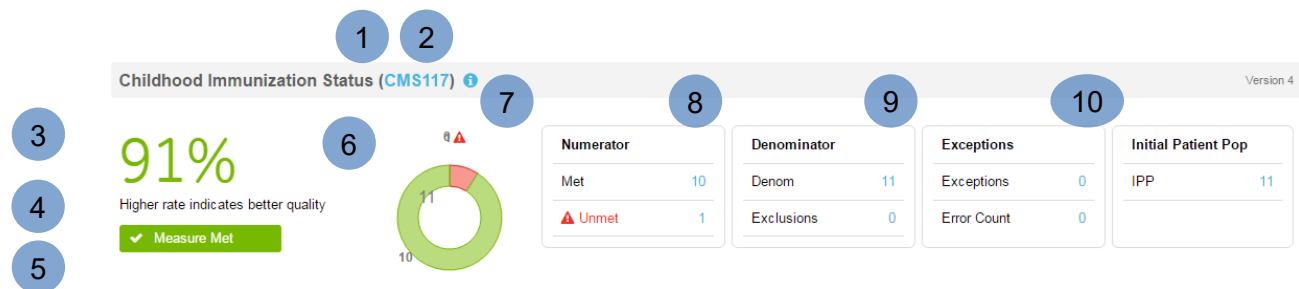 1 2
Childhood Immunization Status (CMS117) Version 4
7 8 9 10
3 6
91%
Numerator Denominator Exceptions Initial Patient Pop
11
Met 10 Denom 11 Exceptions 0 IPP 11
4 Higher rate indicates better quality
Unmet 1 Exclusions 0 Error Count 0
Measure Met
10
5